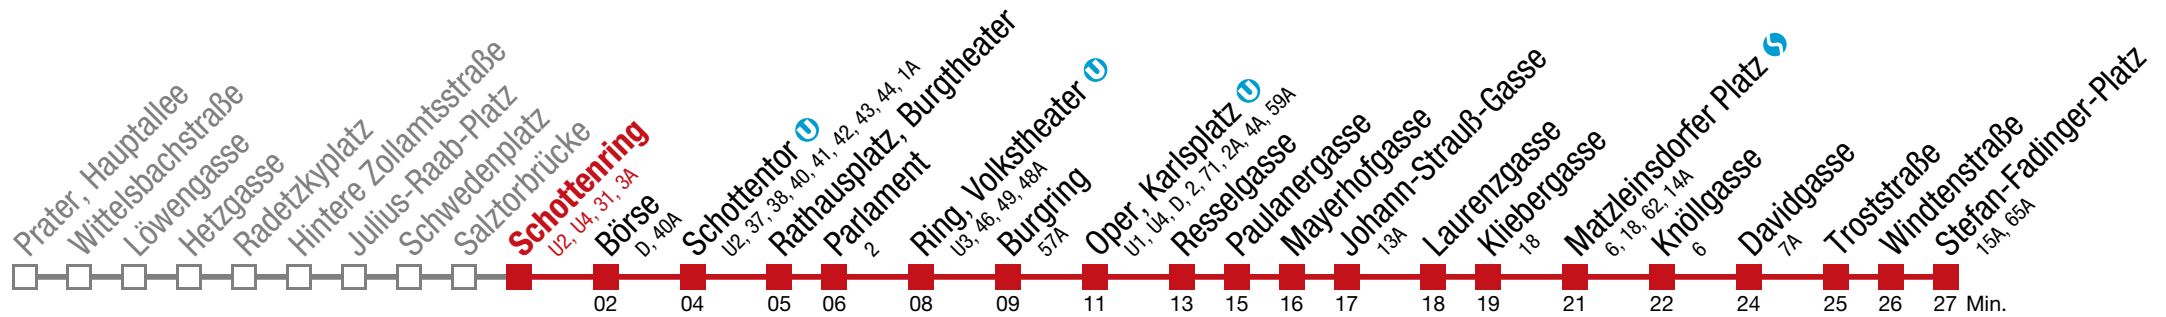 Prater, Hauptallee
Wittelsbachstraße
Löwengasse
Hetzgasse
Radetzkyplatz
Hintere Zollamtsstraße
Julius-Raab-Platz
Schwedenplatz
Salztorbrücke
Schottenring
U2, U4, 31, 3A
Börse
D, 40A
Schottentor U
U2, 37, 38, 40, 41, 42, 43, 44, 1A
Rathausplatz, Burgtheater
Parlament
2
Ring, Volkstheater U
U3, 46, 49, 48A
Burgring
57A
Oper, Karlsplatz U
U1, U4, D, 2, 71, 2A, 4A, 59A
Resselgasse
Paulanergasse
Mayerhofgasse
Johann-Strauß-Gasse
13A
Laurenzgasse
Kliebergasse
18
Matzleinsdorfer Platz S
6, 18, 62, 14A
Knöllgasse
6
Davidgasse
7A
Troststraße
Windtenstraße
Stefan-Fadinger-Platz
15A, 65A
02 04 05 06 08 09 11 13 15 16 17 18 19 21 22 24 25 26 27 Min.